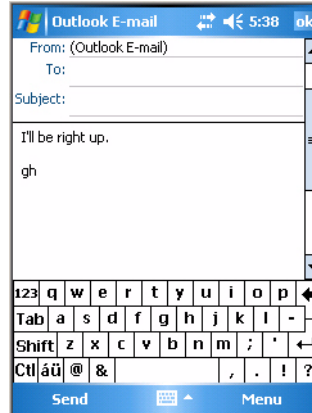 Outlook E-mail 5:38 ok
From: (Outlook E-mail)
To:
Subject:
I'll be right up.
gh
123 q w e r t y u i o p
Tab a s d f g h j k l -
Shift z x c v b n m ; '
Ctl áü @ & , . ! ?
Send Menu